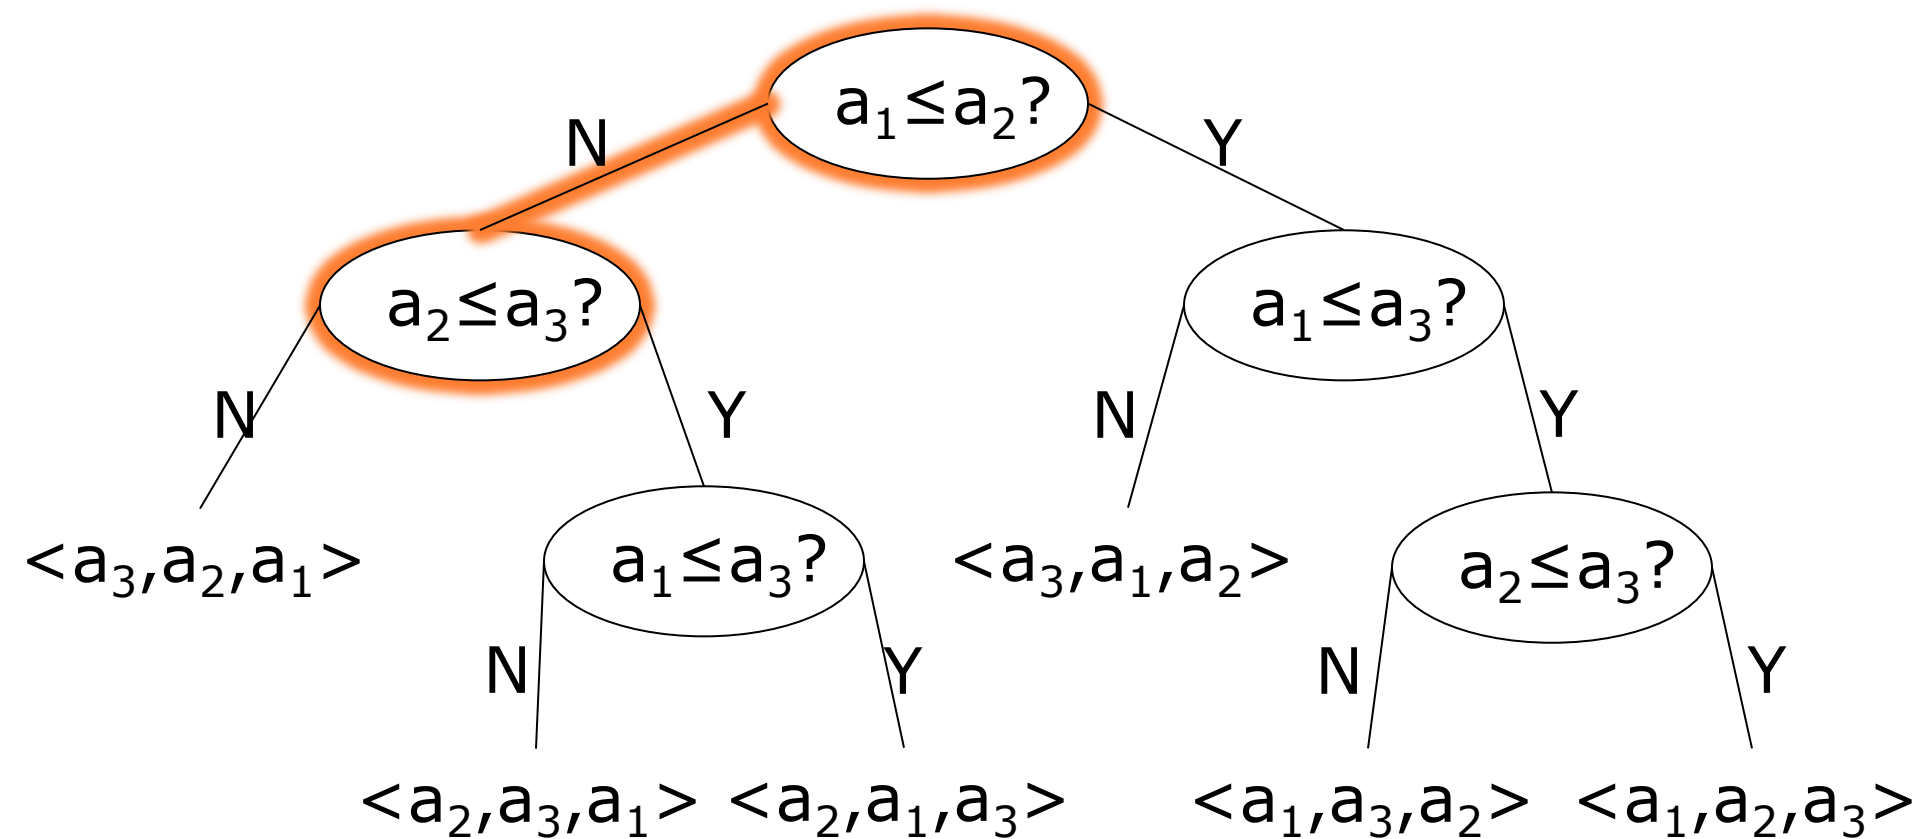 a₁≤a₂?
N
Y
a₂≤a₃?
a₁≤a₃?
N
Y
N
Y
<a₃,a₂,a₁>
a₁≤a₃?
<a₃,a₁,a₂>
a₂≤a₃?
N
Y
N
Y
<a₂,a₃,a₁>
<a₂,a₁,a₃>
<a₁,a₃,a₂>
<a₁,a₂,a₃>